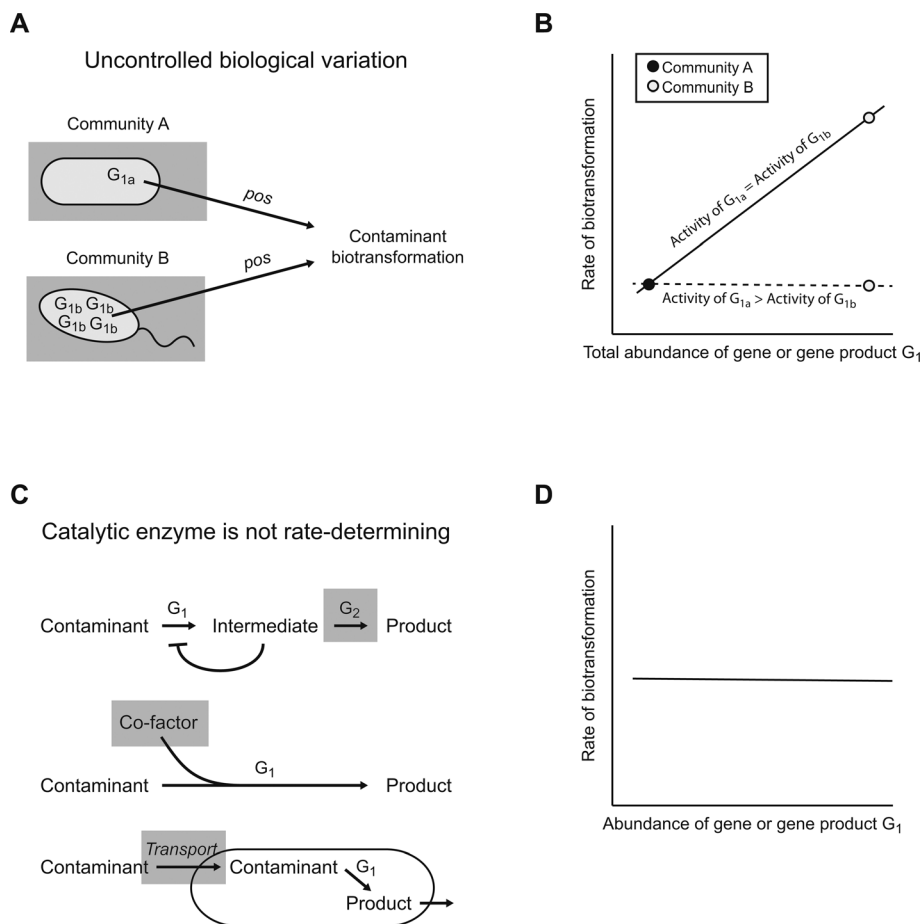 A
Uncontrolled biological variation
Community A
G1a
pos
Contaminant
biotransformation
Community B
pos
G1b G1b
G1b G1b
B
Community A
Community B
Rate of biotransformation
Activity of G1a = Activity of G1b
Activity of G1a > Activity of G1b
Total abundance of gene or gene product G1
C
Catalytic enzyme is not rate-determining
G1
G2
Contaminant
Intermediate
Product
Co-factor
G1
Contaminant
Product
Transport
Contaminant
Contaminant
G1
Product
D
Rate of biotransformation
Abundance of gene or gene product G1